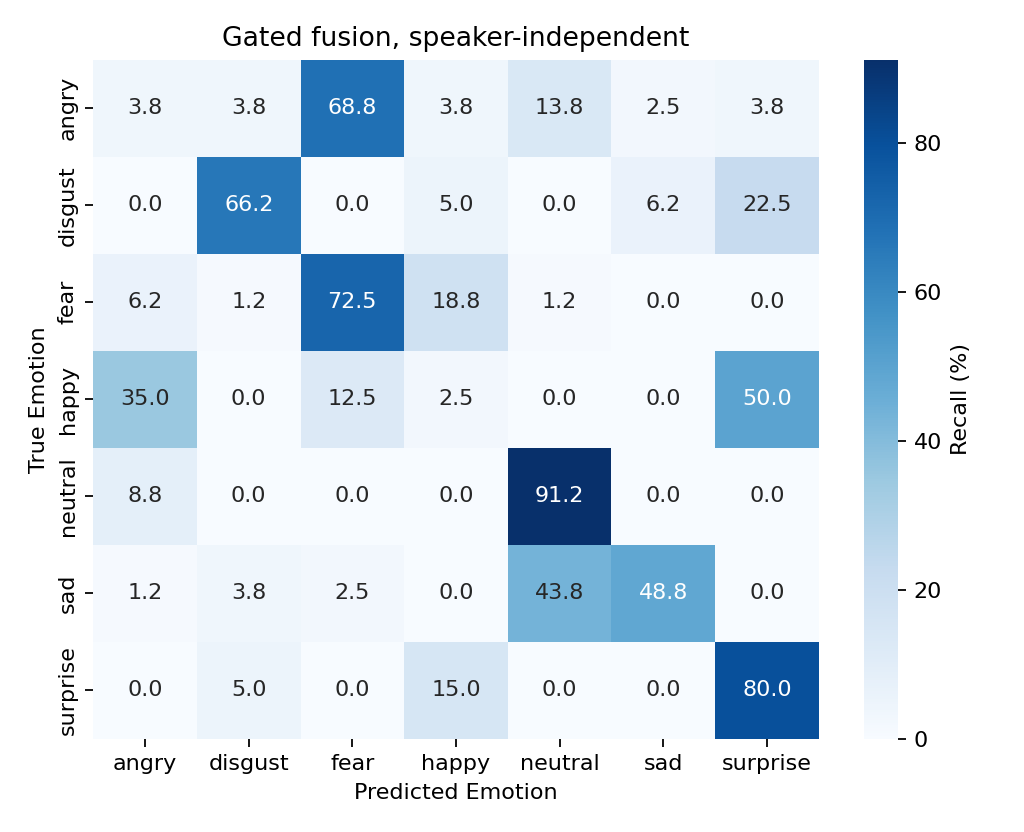 Gated fusion, speaker-independent
True Emotion
angry 3.8 3.8 68.8 3.8 13.8 2.5 3.8
disgust 0.0 66.2 0.0 5.0 0.0 6.2 22.5
fear 6.2 1.2 72.5 18.8 1.2 0.0 0.0
happy 35.0 0.0 12.5 2.5 0.0 0.0 50.0
neutral 8.8 0.0 0.0 0.0 91.2 0.0 0.0
sad 1.2 3.8 2.5 0.0 43.8 48.8 0.0
surprise 0.0 5.0 0.0 15.0 0.0 0.0 80.0
angry disgust fear happy neutral sad surprise
Predicted Emotion
80
60
40
20
0
Recall (%)